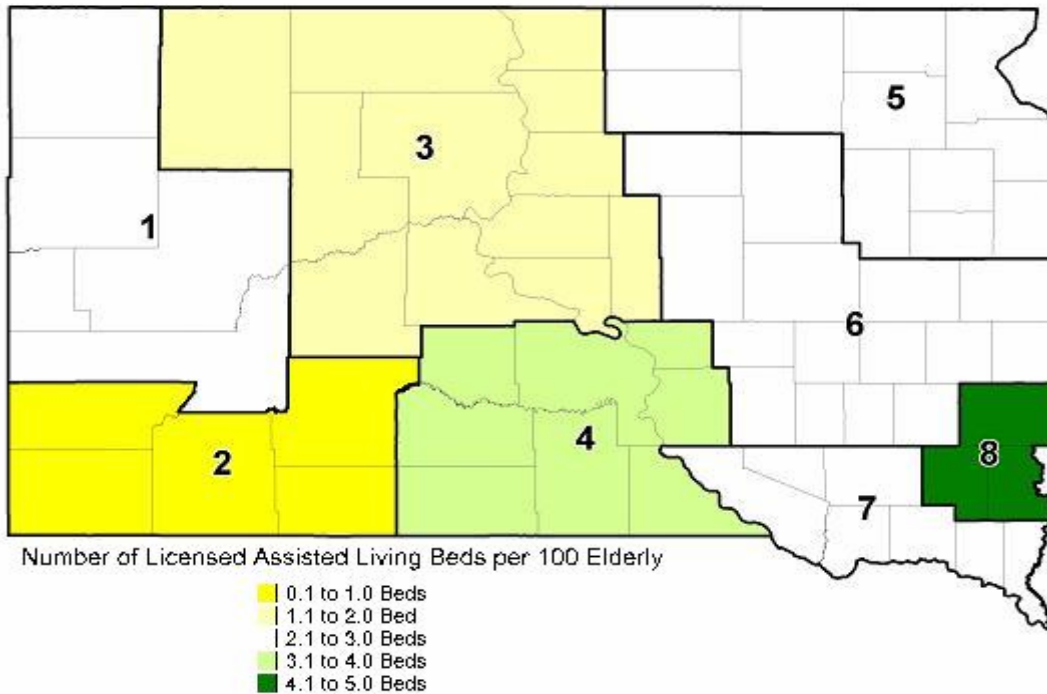 5
3
1
6
4
2
8
7
Number of Licensed Assisted Living Beds per 100 Elderly
0.1 to 1.0 Beds
1.1 to 2.0 Bed
2.1 to 3.0 Beds
3.1 to 4.0 Beds
4.1 to 5.0 Beds